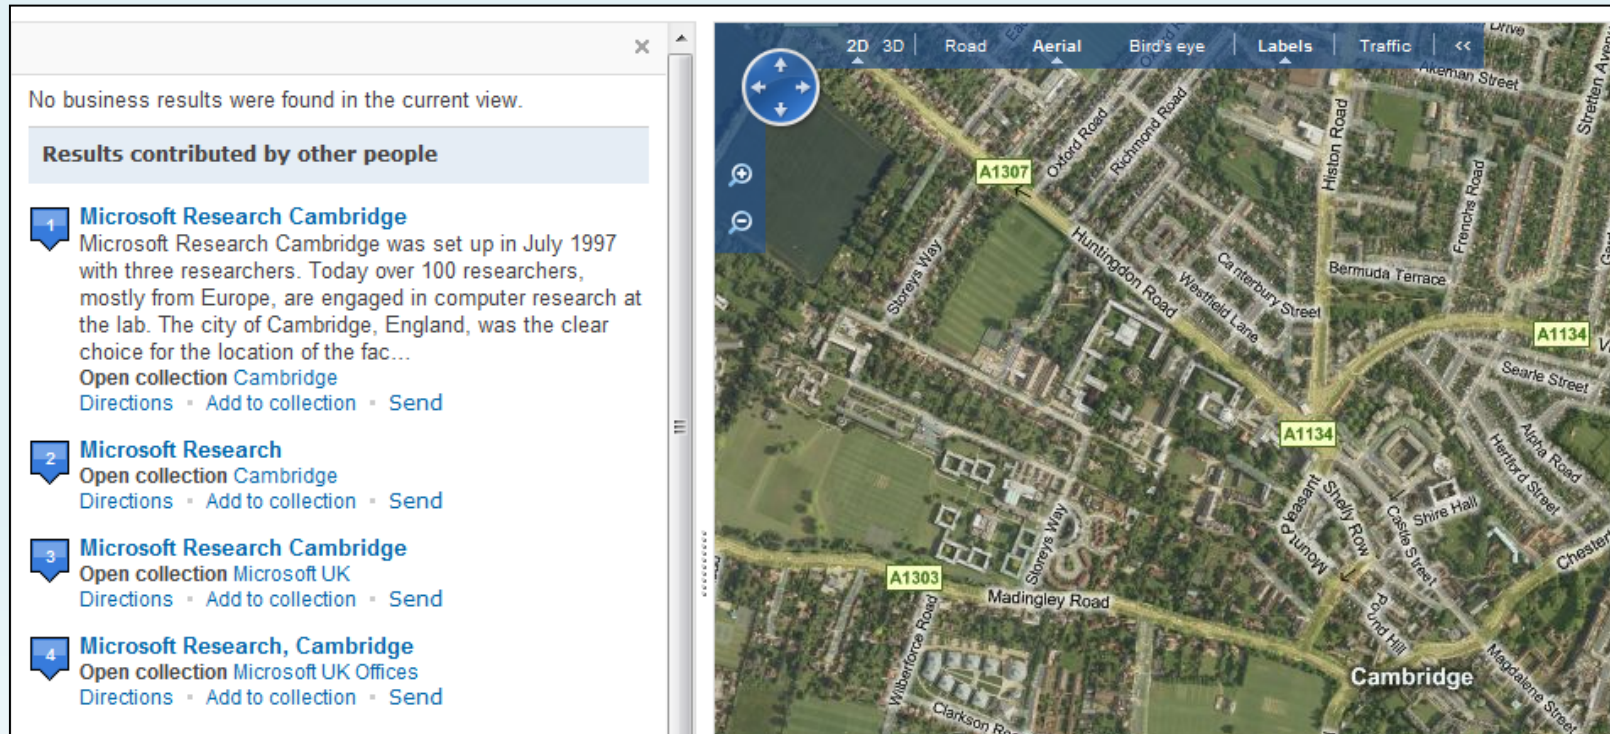 No business results were found in the current view.
Results contributed by other people
1
Microsoft Research Cambridge
Microsoft Research Cambridge was set up in July 1997
with three researchers. Today over 100 researchers,
mostly from Europe, are engaged in computer research at
the lab. The city of Cambridge, England, was the clear
choice for the location of the fac...
Open collection Cambridge
Directions Add to collection Send
2
Microsoft Research
Open collection Cambridge
Directions Add to collection Send
3
Microsoft Research Cambridge
Open collection Microsoft UK
Directions Add to collection Send
4
Microsoft Research, Cambridge
Open collection Microsoft UK Offices
Directions Add to collection Send
2D 3D Road Aerial Bird's eye Labels Traffic <<
Drive
Akeman Street
Stretten Avenue
Oxford Road
Oxford Road
Richmond Road
Histon Road
A1307
Frenchs Road
Storeys Way
Huntingdon Road
Canterbury Street
Westfield Lane
Bermuda Terrace
A1134
Searle Street
A1134
Alpha Road
Hertford Street
Mount Pleasant
Shelly Row
Castle Street
Shire Hall
Storeys Way
A1303
Madingley Road
Wilberforce Road
Pound Hill
Magdalene Street
Cambridge